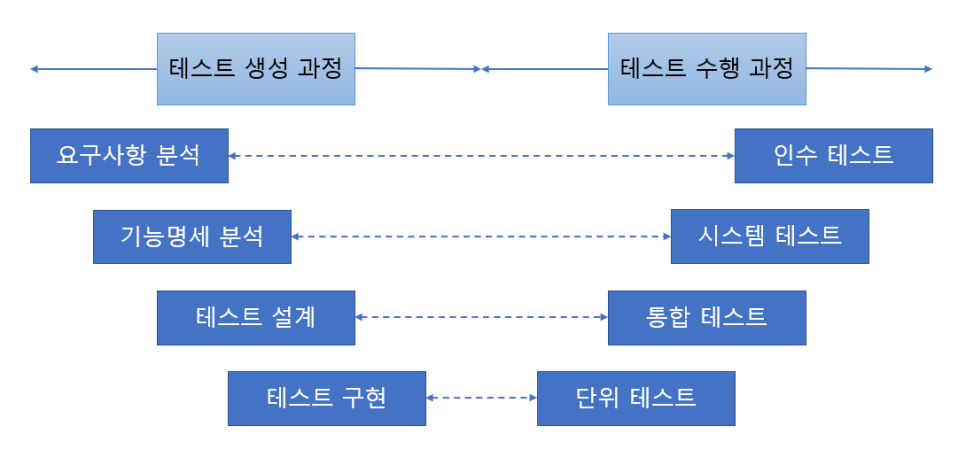 테스트 생성 과정
테스트 수행 과정
요구사항 분석
인수 테스트
기능명세 분석
시스템 테스트
테스트 설계
통합 테스트
테스트 구현
단위 테스트